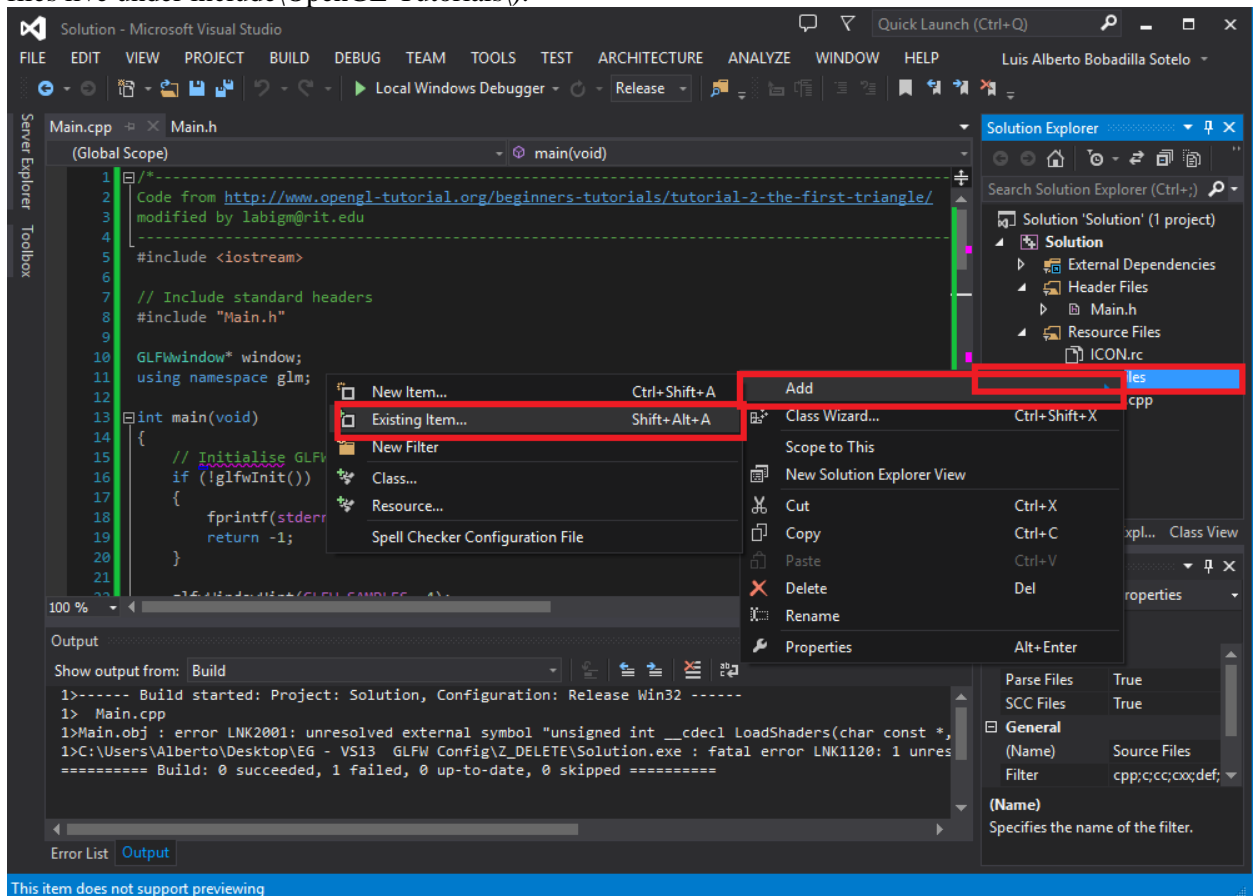 Solution - Microsoft Visual Studio
Quick Launch (Ctrl+Q)
FILE EDIT VIEW PROJECT BUILD DEBUG TEAM TOOLS TEST ARCHITECTURE ANALYZE WINDOW HELP
Luis Alberto Bobadilla Sotelo
Local Windows Debugger
Release
Server Explorer
Toolbox
Main.cpp
Main.h
(Global Scope)
main(void)
1 /*--------------------------------------------------------------------------------
2 Code from http://www.opengl-tutorial.org/beginners-tutorials/tutorial-2-the-first-triangle/
3 modified by labigm@rit.edu
4 --------------------------------------------------------------------------------
5 #include <iostream>
6
7 // Include standard headers
8 #include "Main.h"
9
10 GLFWwindow* window;
11 using namespace glm;
12
13 int main(void)
14 {
15 // Initialise GLFW
16 if (!glfwInit())
17 {
18 fprintf(stderr
19 return -1;
20 }
21
100 %
New Item... Ctrl+Shift+A
Existing Item... Shift+Alt+A
New Filter
Class...
Resource...
Spell Checker Configuration File
Add
Class Wizard... Ctrl+Shift+X
Scope to This
New Solution Explorer View
Cut Ctrl+X
Copy Ctrl+C
Paste Ctrl+V
Delete Del
Rename
Properties Alt+Enter
Solution Explorer
Search Solution Explorer (Ctrl+;)
Solution 'Solution' (1 project)
Solution
External Dependencies
Header Files
Main.h
Resource Files
ICON.rc
iles
cpp
xpl... Class View
roperties
Parse Files True
SCC Files True
General
(Name) Source Files
Filter cpp;c;cc;cxx;def;
(Name)
Specifies the name of the filter.
Output
Show output from: Build
1>------ Build started: Project: Solution, Configuration: Release Win32 ------
1> Main.cpp
1>Main.obj : error LNK2001: unresolved external symbol "unsigned int __cdecl LoadShaders(char const *,
1>C:\Users\Alberto\Desktop\EG - VS13 GLFW Config\Z_DELETE\Solution.exe : fatal error LNK1120: 1 unres
========== Build: 0 succeeded, 1 failed, 0 up-to-date, 0 skipped ==========
Error List Output
This item does not support previewing